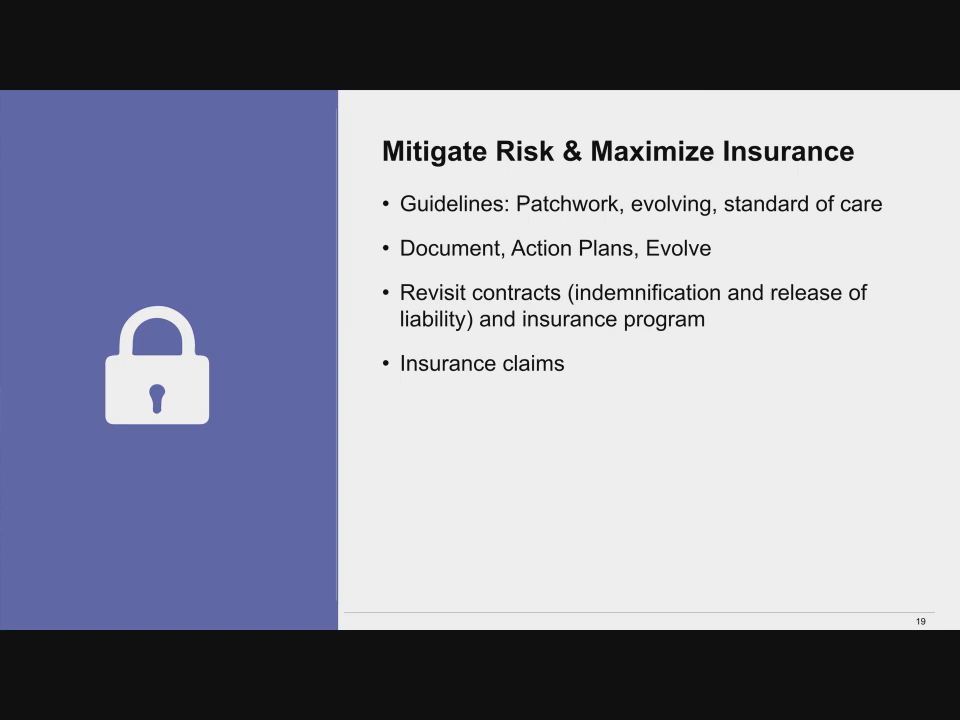 Mitigate Risk & Maximize Insurance
• Guidelines: Patchwork, evolving, standard of care
• Document, Action Plans, Evolve
• Revisit contracts (indemnification and release of
liability) and insurance program
• Insurance claims
19